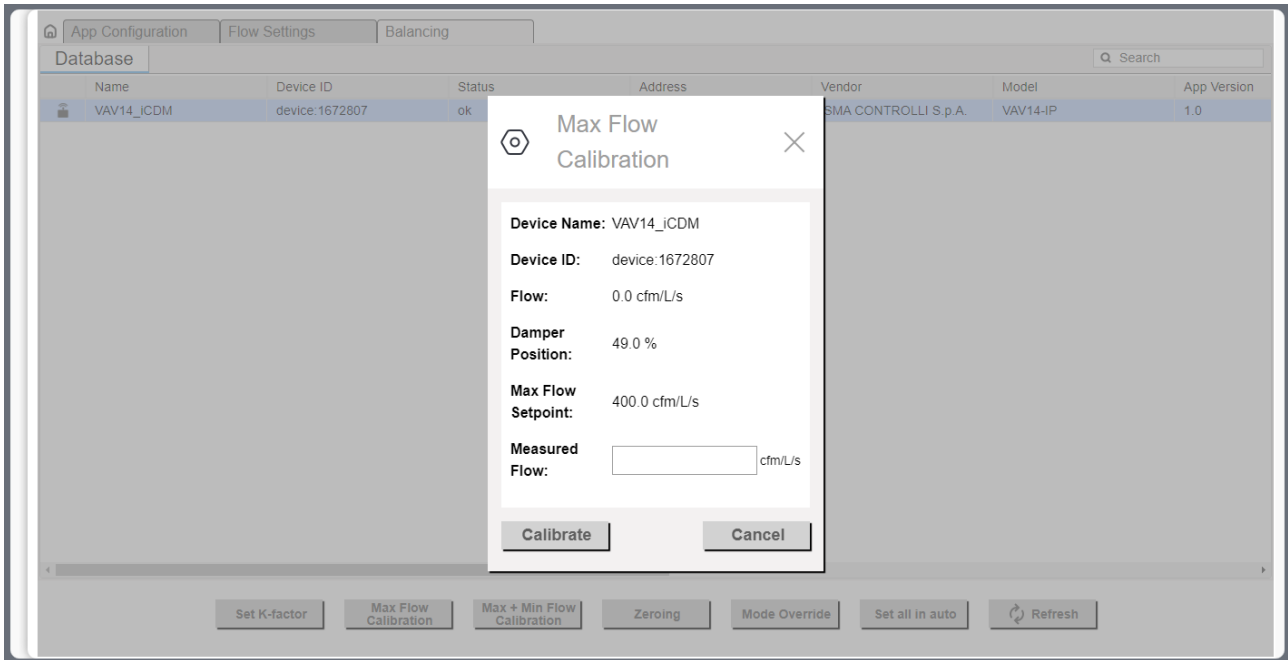 App Configuration Flow Settings Balancing
Database Search
Name Device ID Status Address Vendor Model App Version
VAV14_iCDM device:1672807 ok SMA CONTROLLI S.p.A. VAV14-IP 1.0
Max Flow
Calibration
Device Name: VAV14_iCDM
Device ID: device:1672807
Flow: 0.0 cfm/L/s
Damper
Position: 49.0 %
Max Flow
Setpoint: 400.0 cfm/L/s
Measured
Flow: cfm/L/s
Calibrate Cancel
Set K-factor Max Flow
Calibration Max + Min Flow
Calibration Zeroing Mode Override Set all in auto Refresh